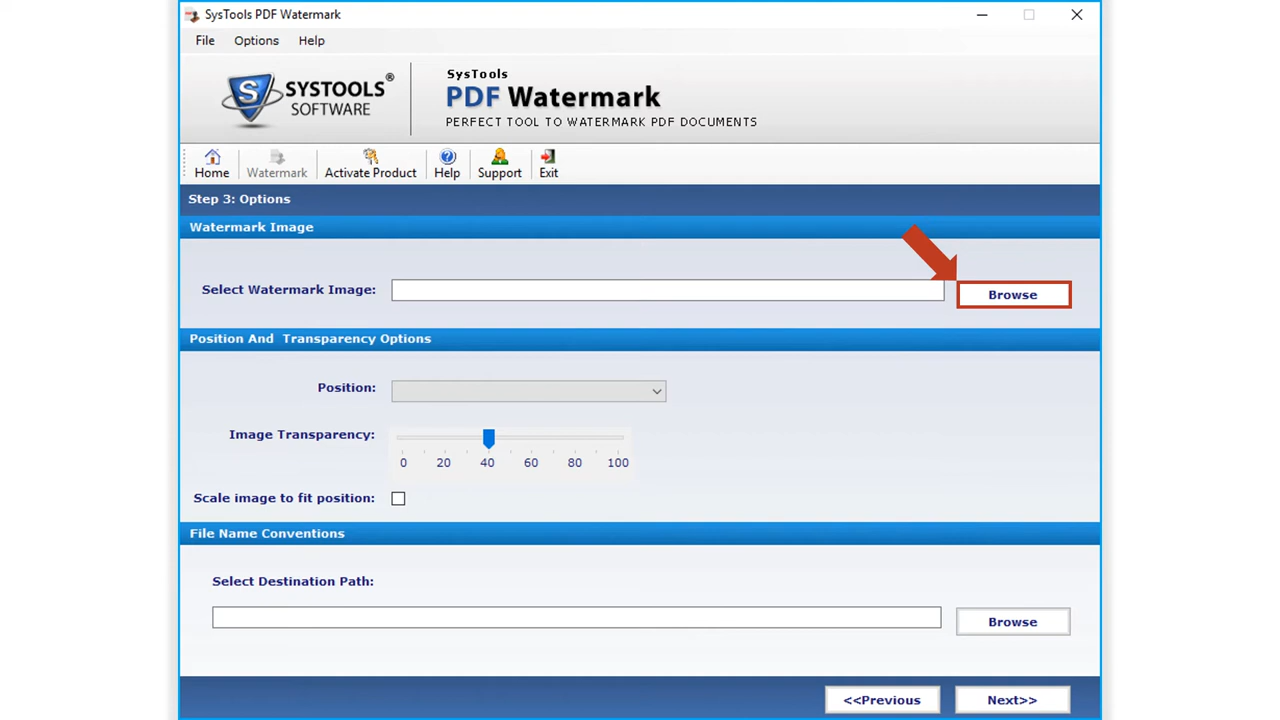 SysTools PDF Watermark
File Options Help
SYSTOOLS®
SOFTWARE
SysTools
PDF Watermark
PERFECT TOOL TO WATERMARK PDF DOCUMENTS
Home Watermark Activate Product Help Support Exit
Step 3: Options
Watermark Image
Select Watermark Image:
Browse
Position And Transparency Options
Position:
Image Transparency:
0 20 40 60 80 100
Scale image to fit position:
File Name Conventions
Select Destination Path:
Browse
<<Previous Next>>